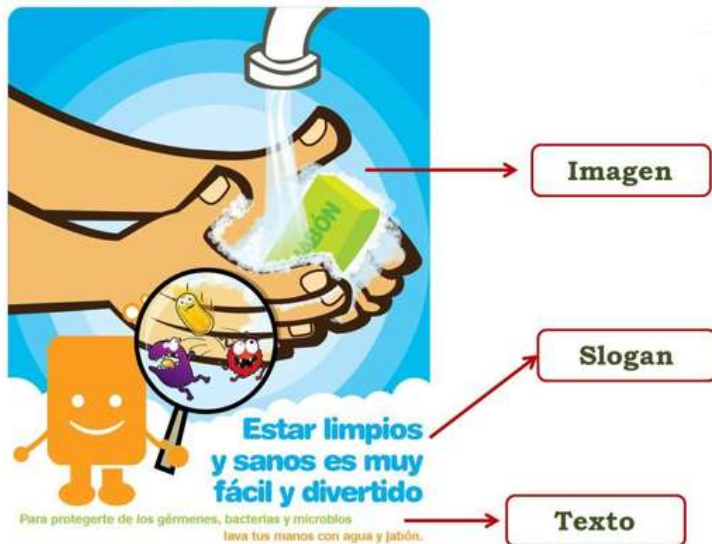 JABÓN
Imagen
Slogan
Estar limpios
y sanos es muy
fácil y divertido
Para protegerte de los gérmenes, bacterias y microbios
lava tus manos con agua y jabón.
Texto